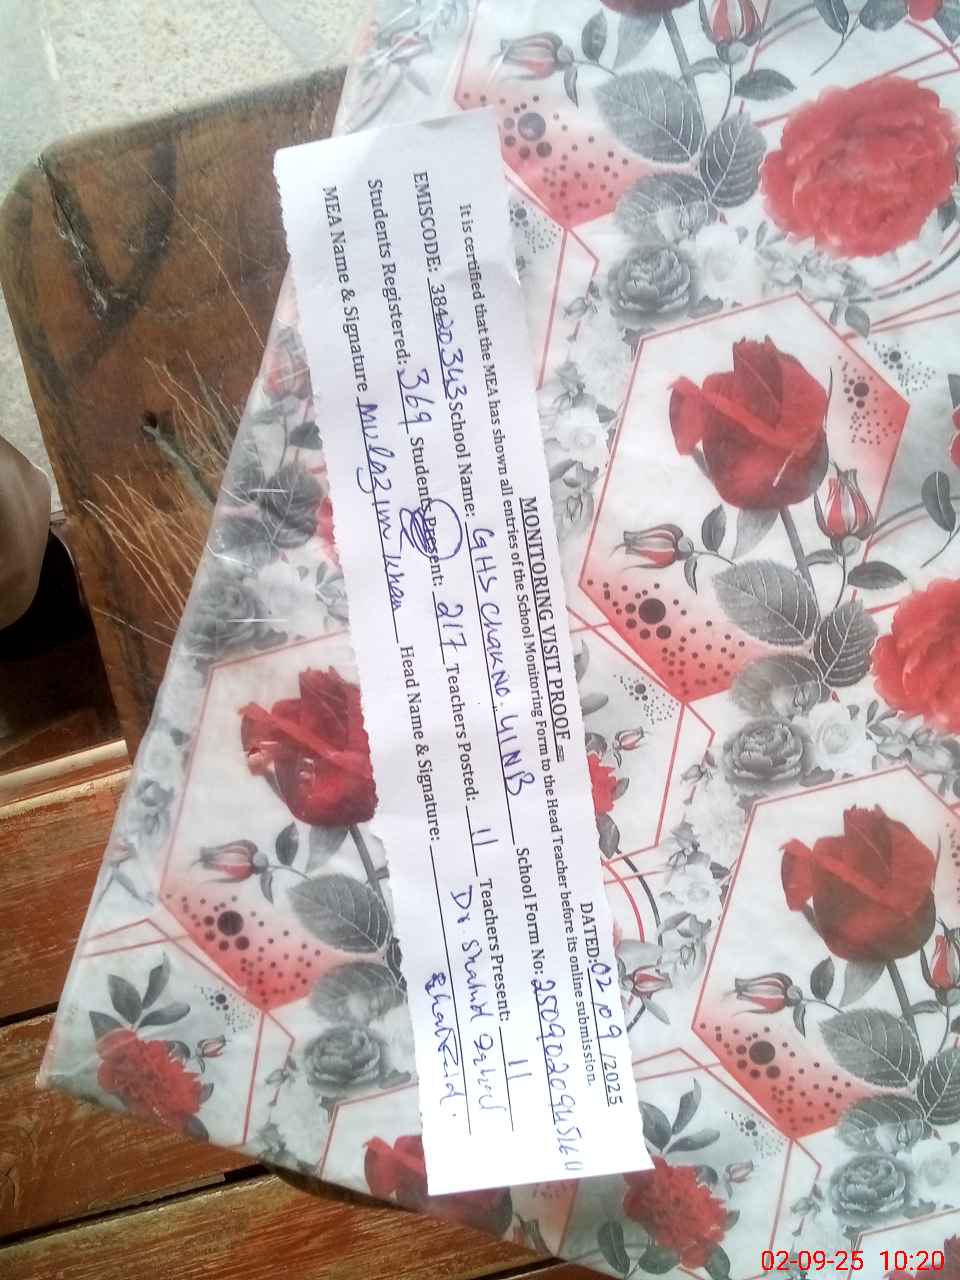 MONITORING VISIT PROOF == DATED: 02/09/2025
It is certified that the MEA has shown all entries of the School Monitoring Form to the Head Teacher before its online submission.
EMISCODE: 38420343 School Name: GHS Chak No. 41NB School Form No:
Students Registered: 369 Students Present: 217 Teachers Posted: 11 Teachers Present: 11
MEA Name & Signature Mulazim Khan Head Name & Signature: Dr. Shahid Iqbal
02-09-25 10:20